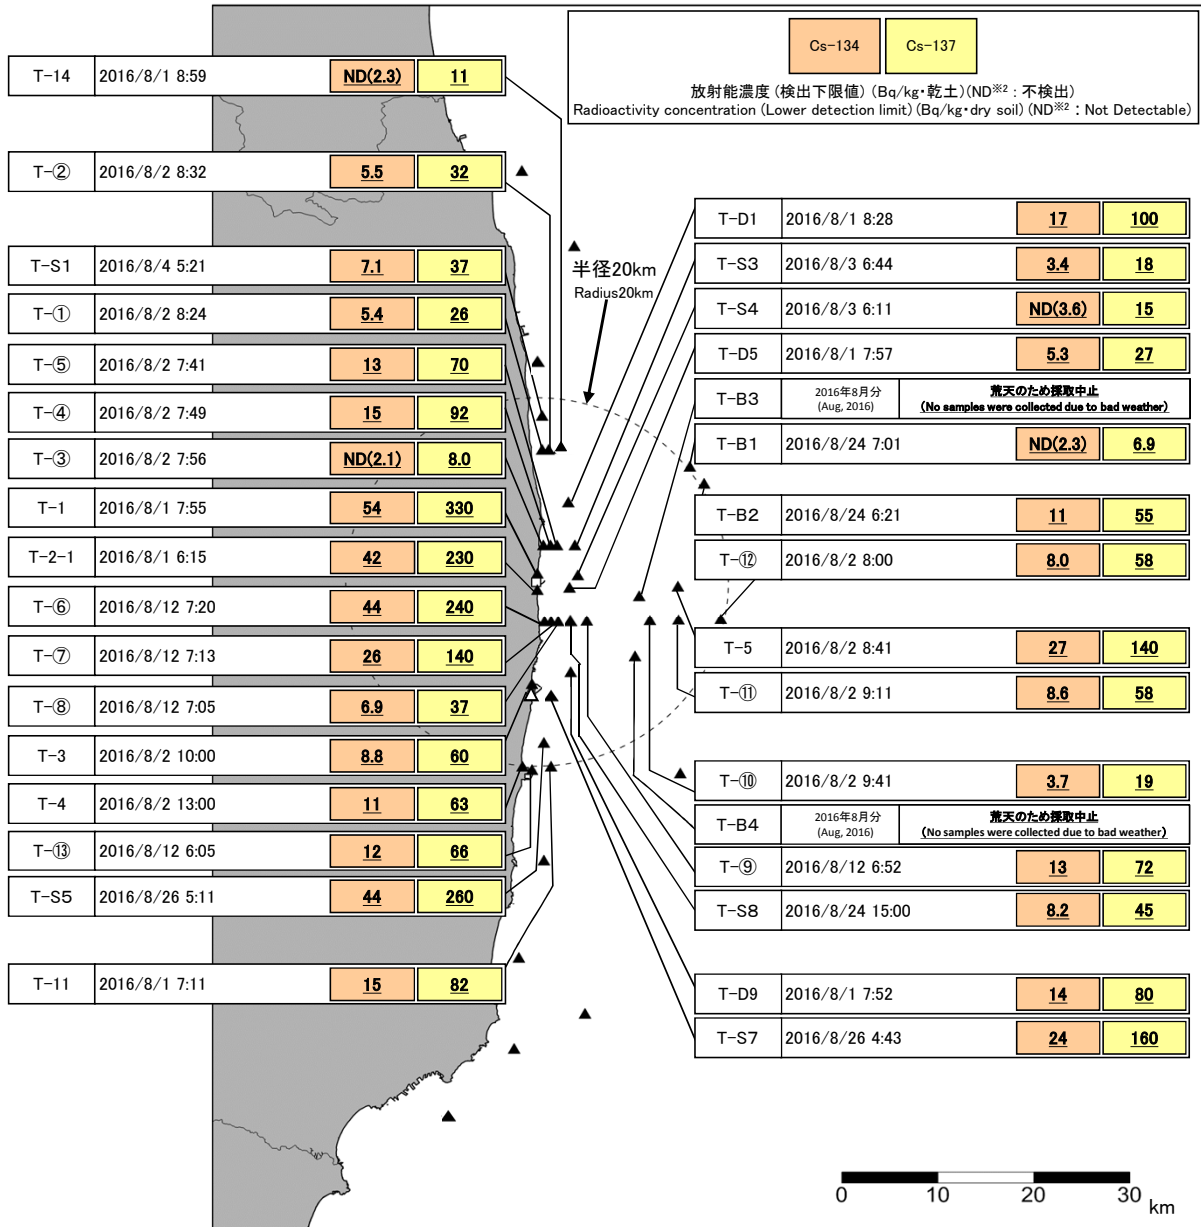 Cs-134 Cs-137
放射能濃度 (検出下限値) (Bq/kg・乾土)(ND※2 : 不検出)
Radioactivity concentration (Lower detection limit) (Bq/kg・dry soil) (ND※2 : Not Detectable)
T-14 2016/8/1 8:59 ND(2.3) 11
T-② 2016/8/2 8:32 5.5 32
T-S1 2016/8/4 5:21 7.1 37
T-① 2016/8/2 8:24 5.4 26
T-⑤ 2016/8/2 7:41 13 70
T-④ 2016/8/2 7:49 15 92
T-③ 2016/8/2 7:56 ND(2.1) 8.0
T-1 2016/8/1 7:55 54 330
T-2-1 2016/8/1 6:15 42 230
T-⑥ 2016/8/12 7:20 44 240
T-⑦ 2016/8/12 7:13 26 140
T-⑧ 2016/8/12 7:05 6.9 37
T-3 2016/8/2 10:00 8.8 60
T-4 2016/8/2 13:00 11 63
T-⑬ 2016/8/12 6:05 12 66
T-S5 2016/8/26 5:11 44 260
T-11 2016/8/1 7:11 15 82
半径20km
Radius20km
T-D1 2016/8/1 8:28 17 100
T-S3 2016/8/3 6:44 3.4 18
T-S4 2016/8/3 6:11 ND(3.6) 15
T-D5 2016/8/1 7:57 5.3 27
T-B3 2016年8月分 荒天のため採取中止
(Aug, 2016) (No samples were collected due to bad weather)
T-B1 2016/8/24 7:01 ND(2.3) 6.9
T-B2 2016/8/24 6:21 11 55
T-⑫ 2016/8/2 8:00 8.0 58
T-5 2016/8/2 8:41 27 140
T-⑪ 2016/8/2 9:11 8.6 58
T-⑩ 2016/8/2 9:41 3.7 19
T-B4 2016年8月分 荒天のため採取中止
(Aug, 2016) (No samples were collected due to bad weather)
T-⑨ 2016/8/12 6:52 13 72
T-S8 2016/8/24 15:00 8.2 45
T-D9 2016/8/1 7:52 14 80
T-S7 2016/8/26 4:43 24 160
0 10 20 30 km